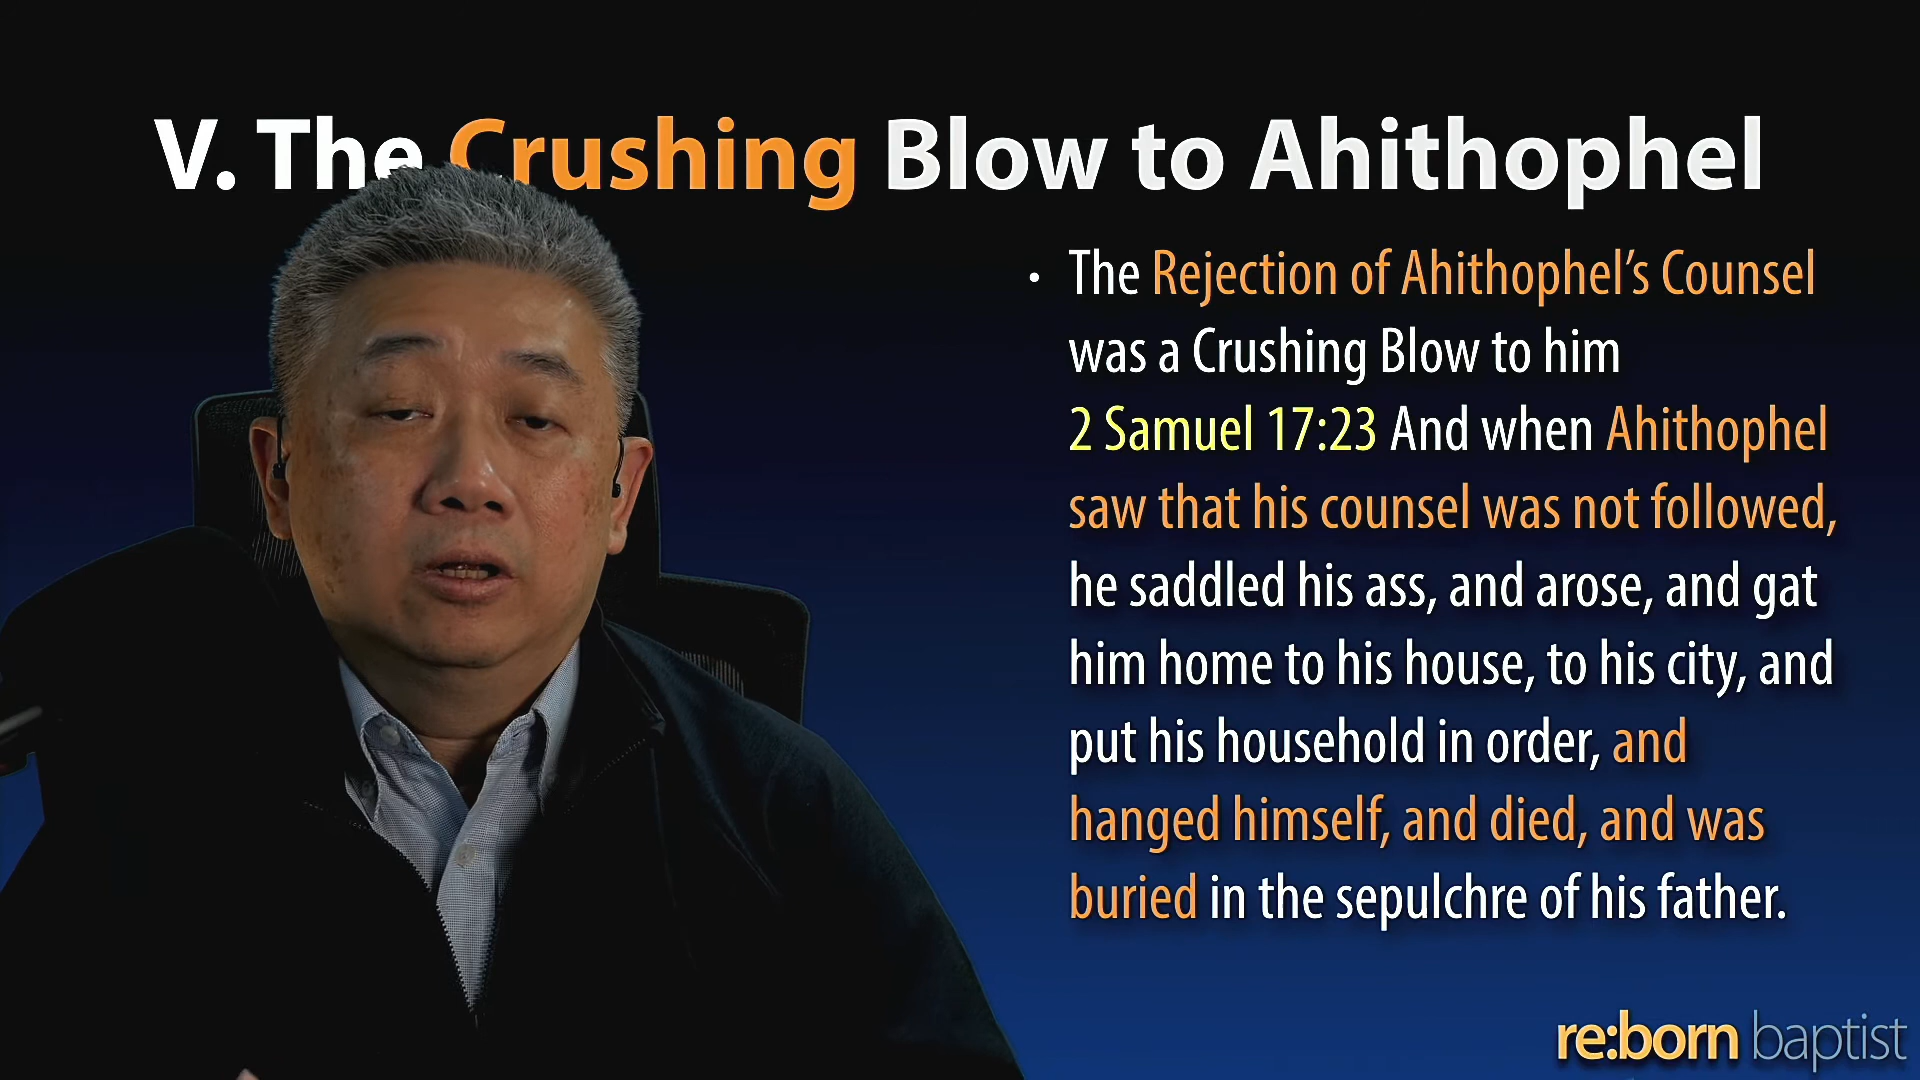 V. The Crushing Blow to Ahithophel
• The Rejection of Ahithophel’s Counsel
was a Crushing Blow to him
2 Samuel 17:23 And when Ahithophel
saw that his counsel was not followed,
he saddled his ass, and arose, and gat
him home to his house, to his city, and
put his household in order, and
hanged himself, and died, and was
buried in the sepulchre of his father.
re:born baptist